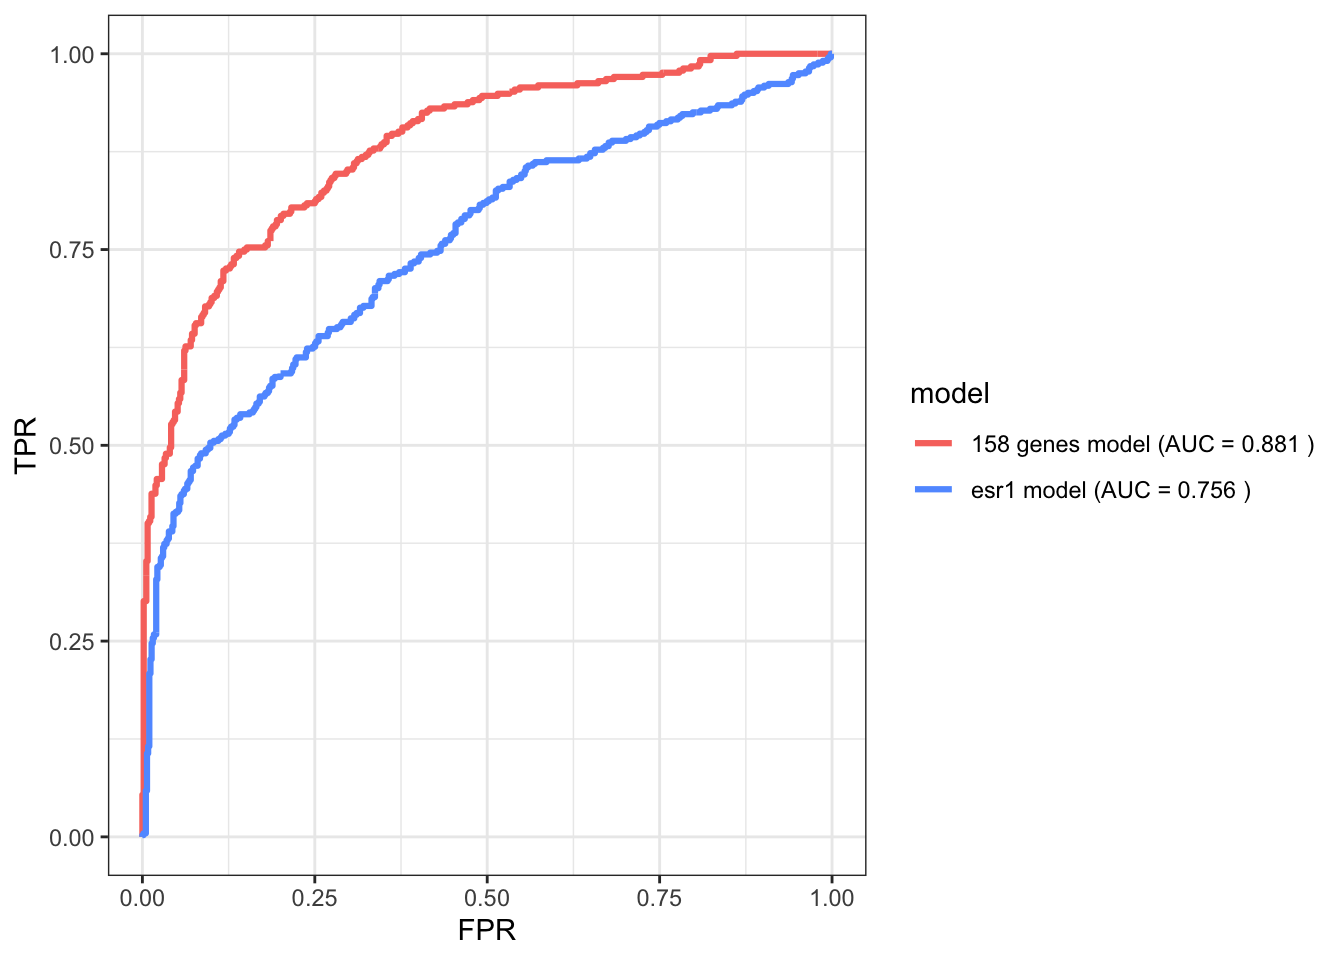 1.00
0.75
0.50
0.25
0.00
TPR
0.00 0.25 0.50 0.75 1.00
FPR
model
158 genes model (AUC = 0.881 )
esr1 model (AUC = 0.756 )